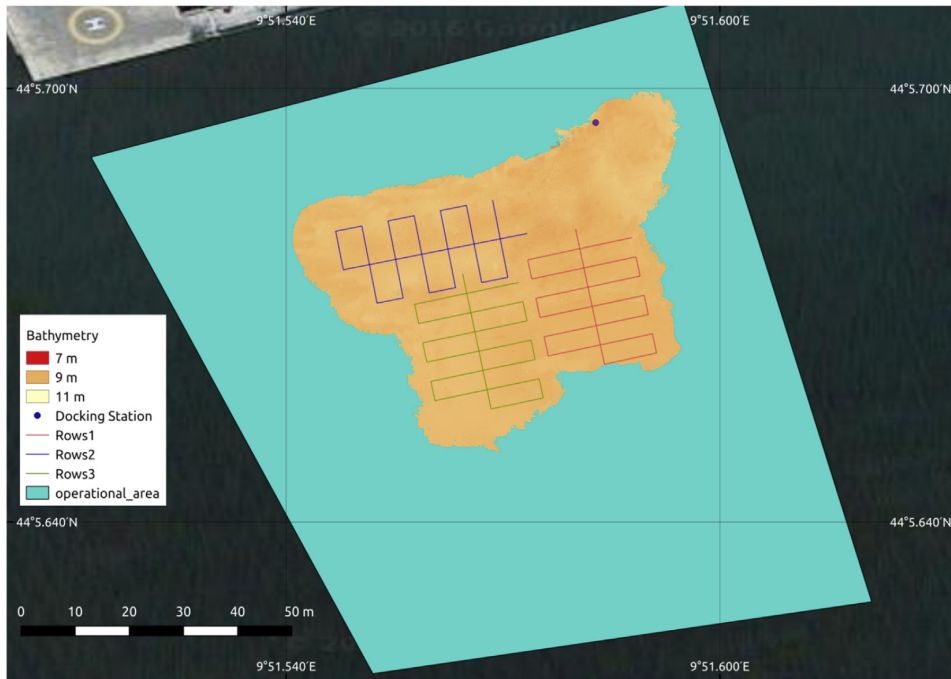 H
9°51.540′E
9°51.600′E
© 2016 Google
44°5.700′N
44°5.700′N
Bathymetry
7 m
9 m
11 m
Docking Station
Rows1
Rows2
Rows3
operational_area
44°5.640′N
44°5.640′N
0 10 20 30 40 50 m
9°51.540′E
9°51.600′E